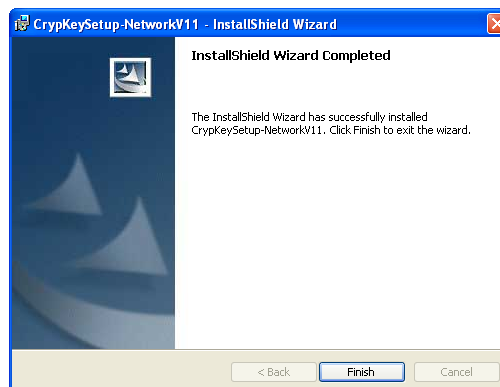 CrypKeySetup-NetworkV11 - InstallShield Wizard
InstallShield Wizard Completed
The InstallShield Wizard has successfully installed
CrypKeySetup-NetworkV11. Click Finish to exit the wizard.
< Back Finish Cancel